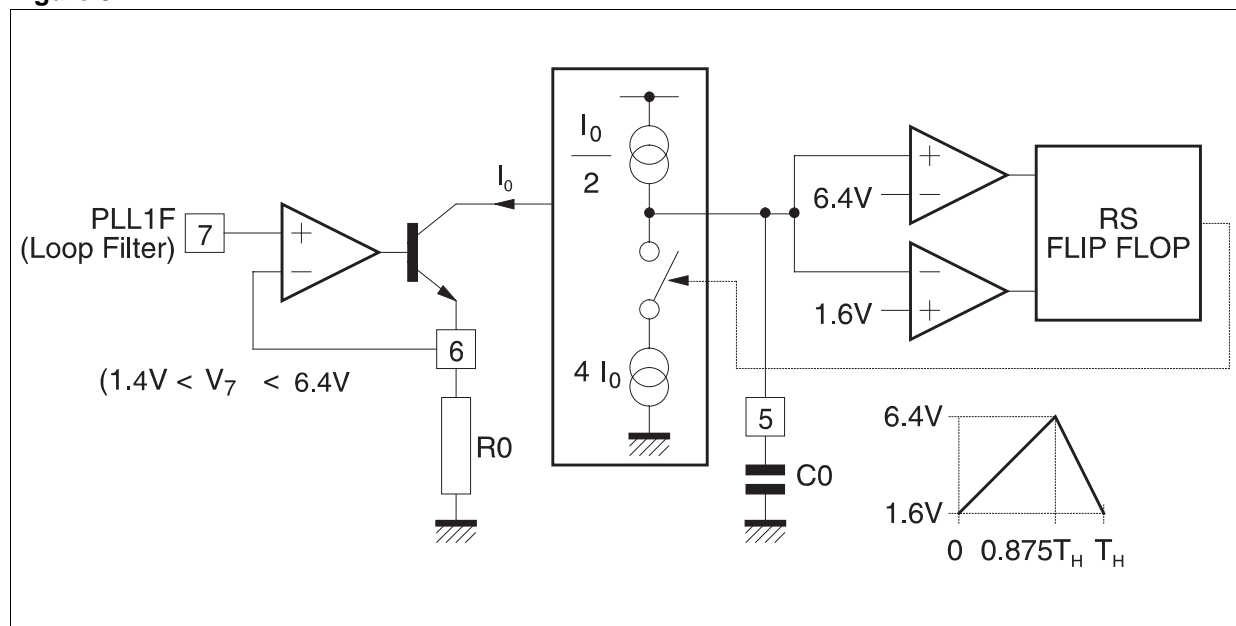 PLL1F
(Loop Filter)
7
+
−
6
(1.4V < V7 < 6.4V
R0
I0
I0
2
4 I0
5
C0
+
6.4V −
−
1.6V +
RS
FLIP FLOP
6.4V
1.6V
0 0.875TH TH